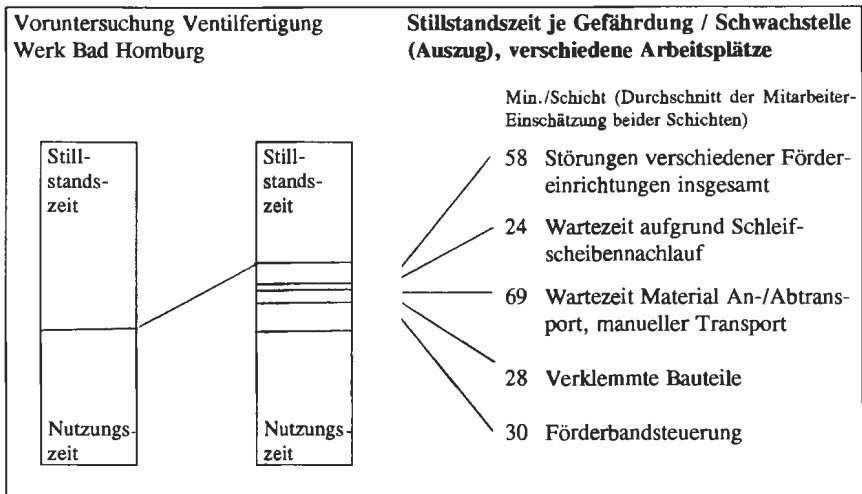 Voruntersuchung Ventilfertigung
Werk Bad Homburg
Stillstandszeit je Gefährdung / Schwachstelle
(Auszug), verschiedene Arbeitsplätze
Min./Schicht (Durchschnitt der Mitarbeiter-
Einschätzung beider Schichten)
Still-
stands-
zeit
Nutzungs-
zeit
Still-
stands-
zeit
Nutzungs-
zeit
58 Störungen verschiedener Förder-
einrichtungen insgesamt
24 Wartezeit aufgrund Schleif-
scheibennachlauf
69 Wartezeit Material An-/Abtrans-
port, manueller Transport
28 Verklemmte Bauteile
30 Förderbandsteuerung